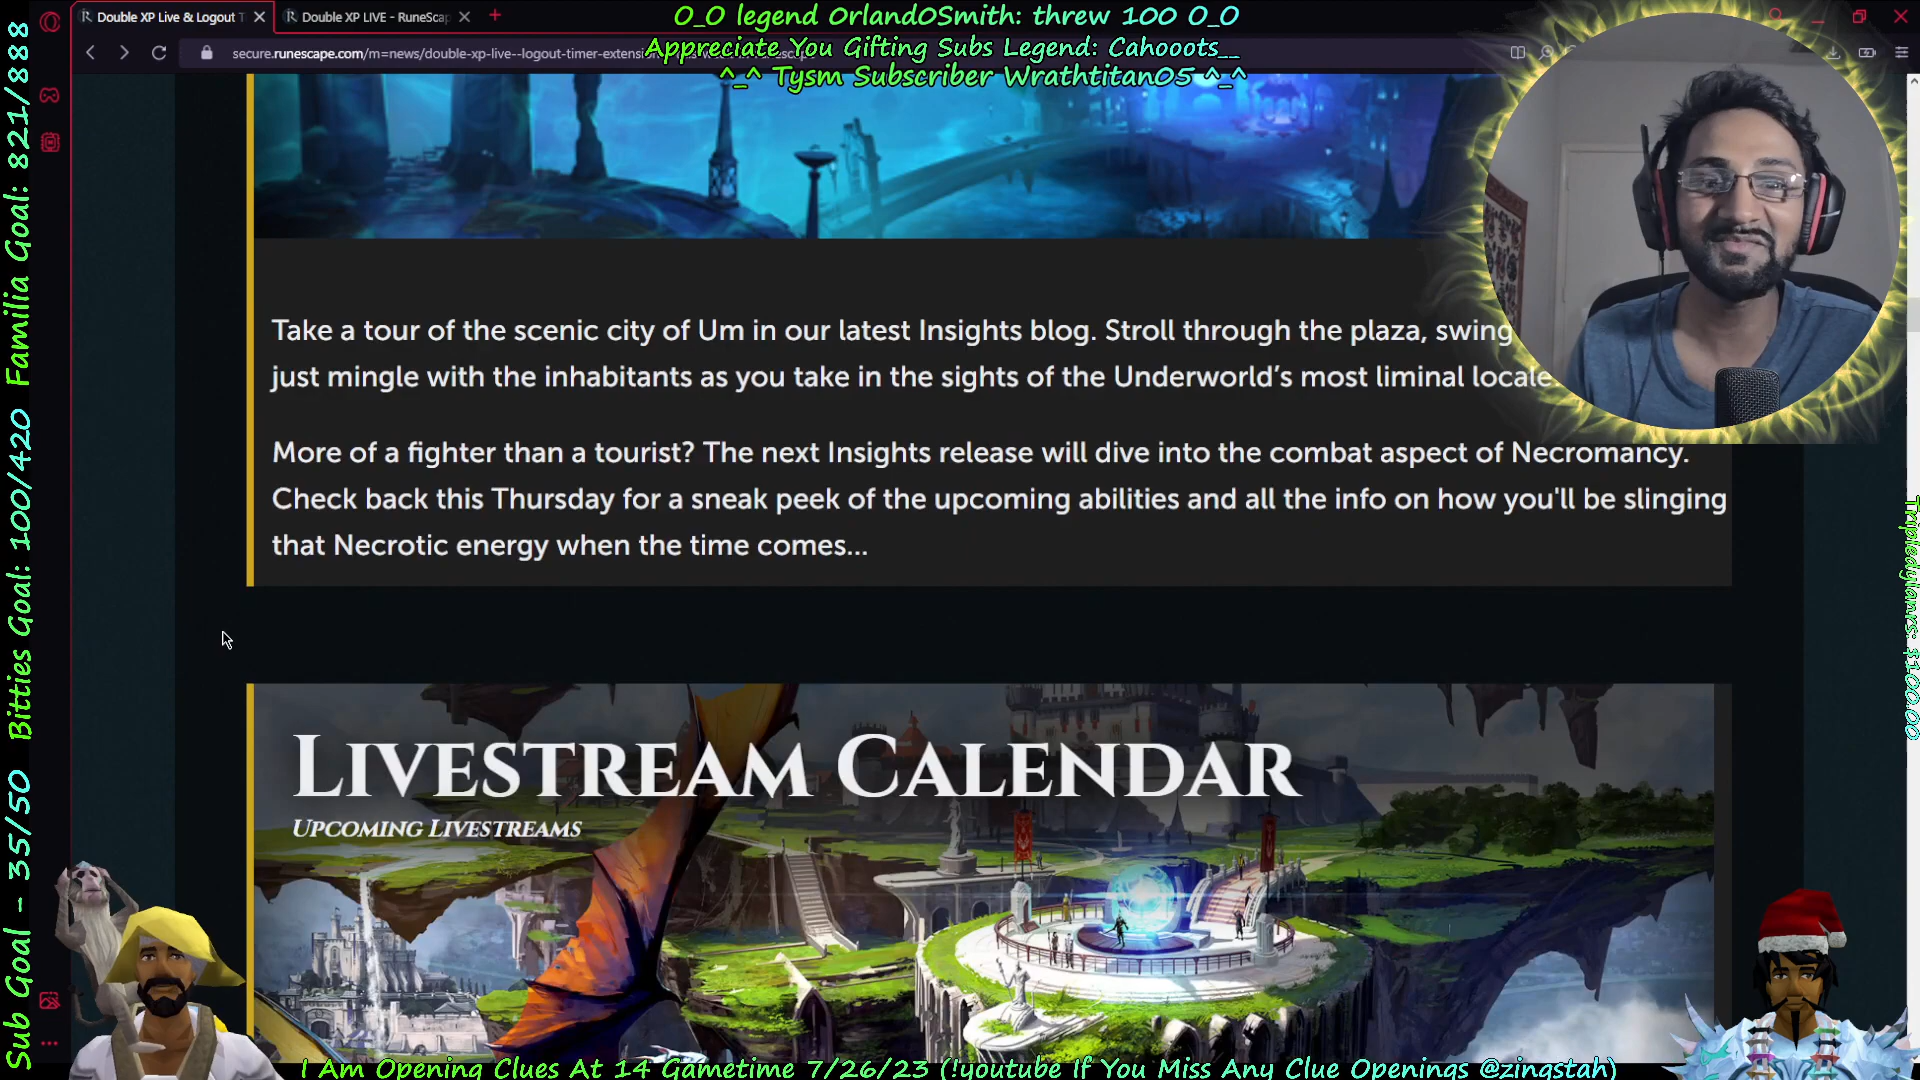 Double XP Live & Logout T
Double XP LIVE - RuneScap
O_O legend OrlandOSmith: threw 100 O_O
secure.runescape.com/m=news/double-xp-live--logout-timer-extensio
Appreciate You Gifting Subs Legend: Cahooots__
^_^ Tysm Subscriber Wrathtitan05 ^_^
Take a tour of the scenic city of Um in our latest Insights blog. Stroll through the plaza, swing
just mingle with the inhabitants as you take in the sights of the Underworld's most liminal locale
More of a fighter than a tourist? The next Insights release will dive into the combat aspect of Necromancy.
Check back this Thursday for a sneak peek of the upcoming abilities and all the info on how you'll be slinging
that Necrotic energy when the time comes...
Livestream Calendar
Upcoming Livestreams
Sub Goal - 35/50 Bitties Goal: 100/420 Familia Goal: 821/888
Tripledylanrs: $100.00
I Am Opening Clues At 14 Gametime 7/26/23 (!youtube If You Miss Any Clue Openings @zingstah)